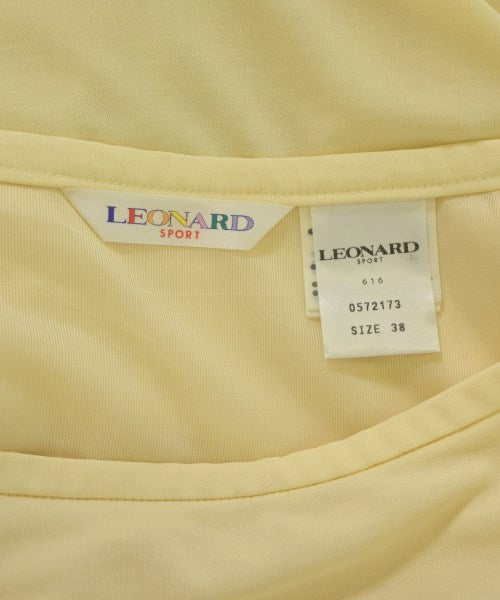 LEONARD
SPORT
LEONARD
SPORT
616
0572173
SIZE 38